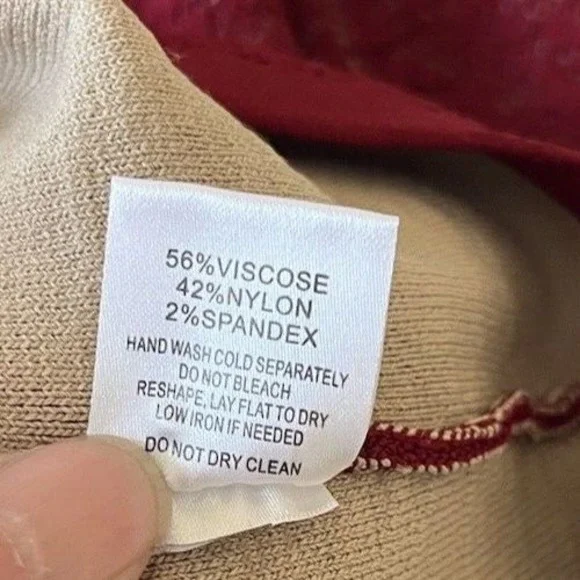 56%VISCOSE
42%NYLON
2%SPANDEX
HAND WASH COLD SEPARATELY
DO NOT BLEACH
RESHAPE, LAY FLAT TO DRY
LOW IRON IF NEEDED
DO NOT DRY CLEAN